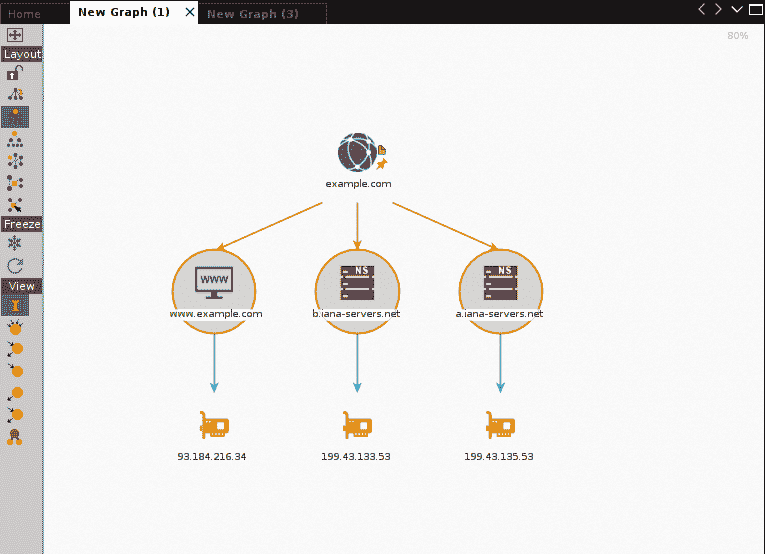 Home
New Graph (1)
New Graph (3)
80%
Layout
Freeze
View
example.com
WWW
NS
NS
www.example.com
b.iana-servers.net
a.iana-servers.net
93.184.216.34
199.43.133.53
199.43.135.53